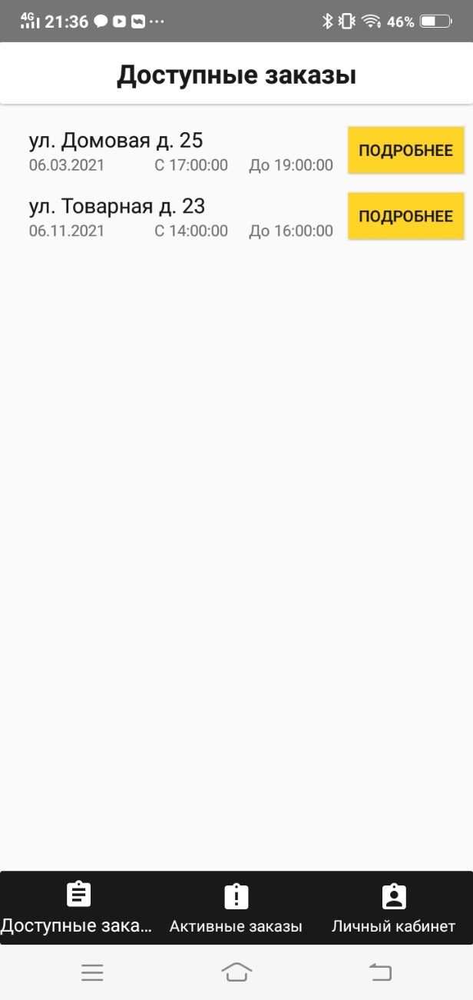 4G 21:36 46%
Доступные заказы
ул. Домовая д. 25
06.03.2021 С 17:00:00 До 19:00:00
ПОДРОБНЕЕ
ул. Товарная д. 23
06.11.2021 С 14:00:00 До 16:00:00
ПОДРОБНЕЕ
Доступные зака... Активные заказы Личный кабинет